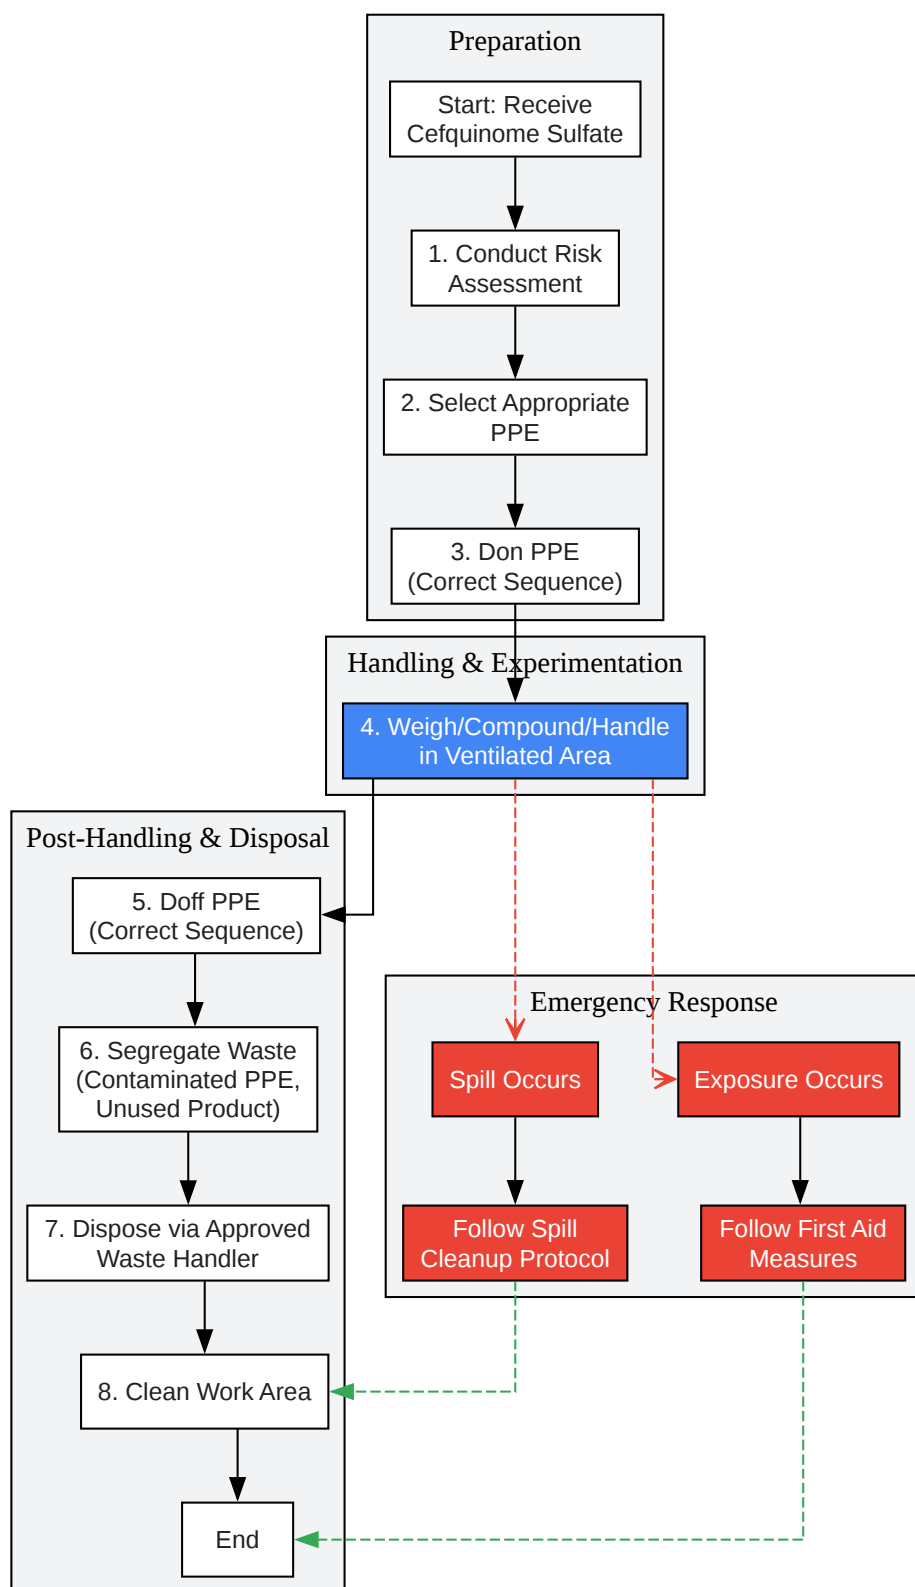 Preparation
Start: Receive
Cefquinome Sulfate
1. Conduct Risk
Assessment
2. Select Appropriate
PPE
3. Don PPE
(Correct Sequence)
Handling & Experimentation
4. Weigh/Compound/Handle
in Ventilated Area
Post-Handling & Disposal
5. Doff PPE
(Correct Sequence)
6. Segregate Waste
(Contaminated PPE,
Unused Product)
7. Dispose via Approved
Waste Handler
8. Clean Work Area
End
Emergency Response
Spill Occurs
Exposure Occurs
Follow Spill
Cleanup Protocol
Follow First Aid
Measures